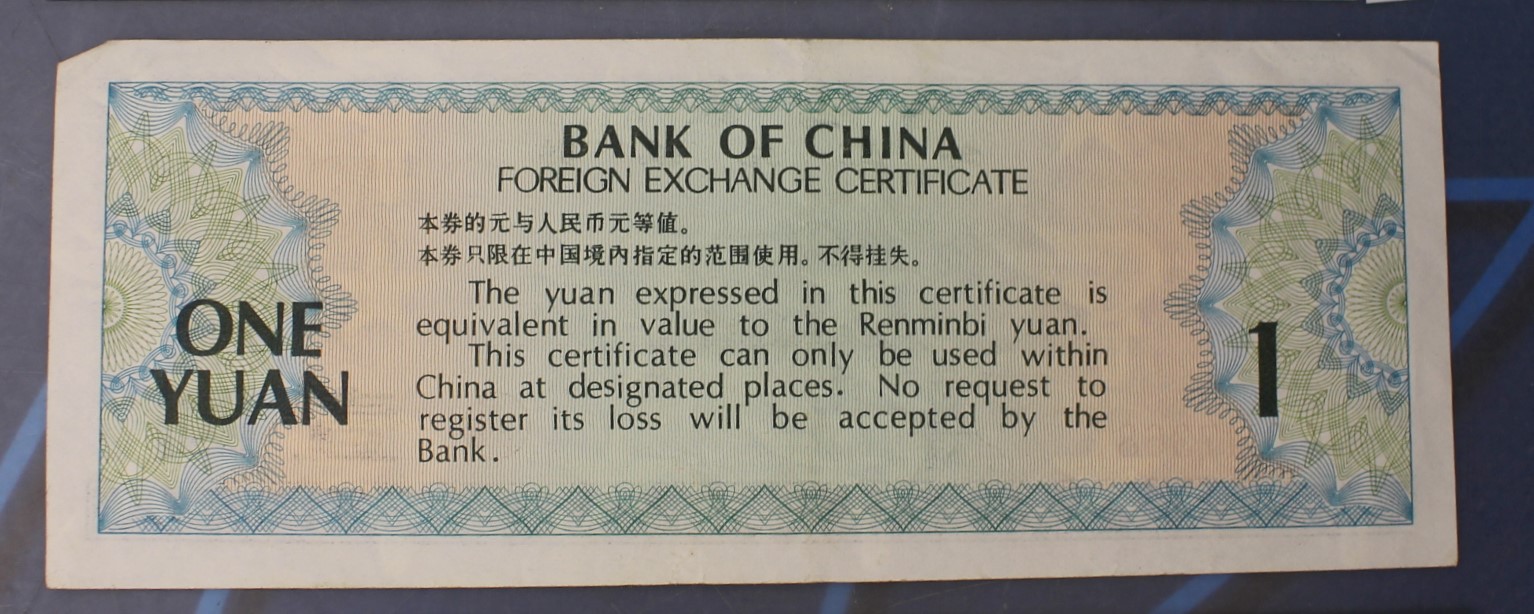 BANK OF CHINA
FOREIGN EXCHANGE CERTIFICATE
本券的元与人民币元等值。
本券只限在中国境内指定的范围使用。不得挂失。
The yuan expressed in this certificate is
equivalent in value to the Renminbi yuan.
This certificate can only be used within
China at designated places. No request to
register its loss will be accepted by the
Bank.
ONE
YUAN
1